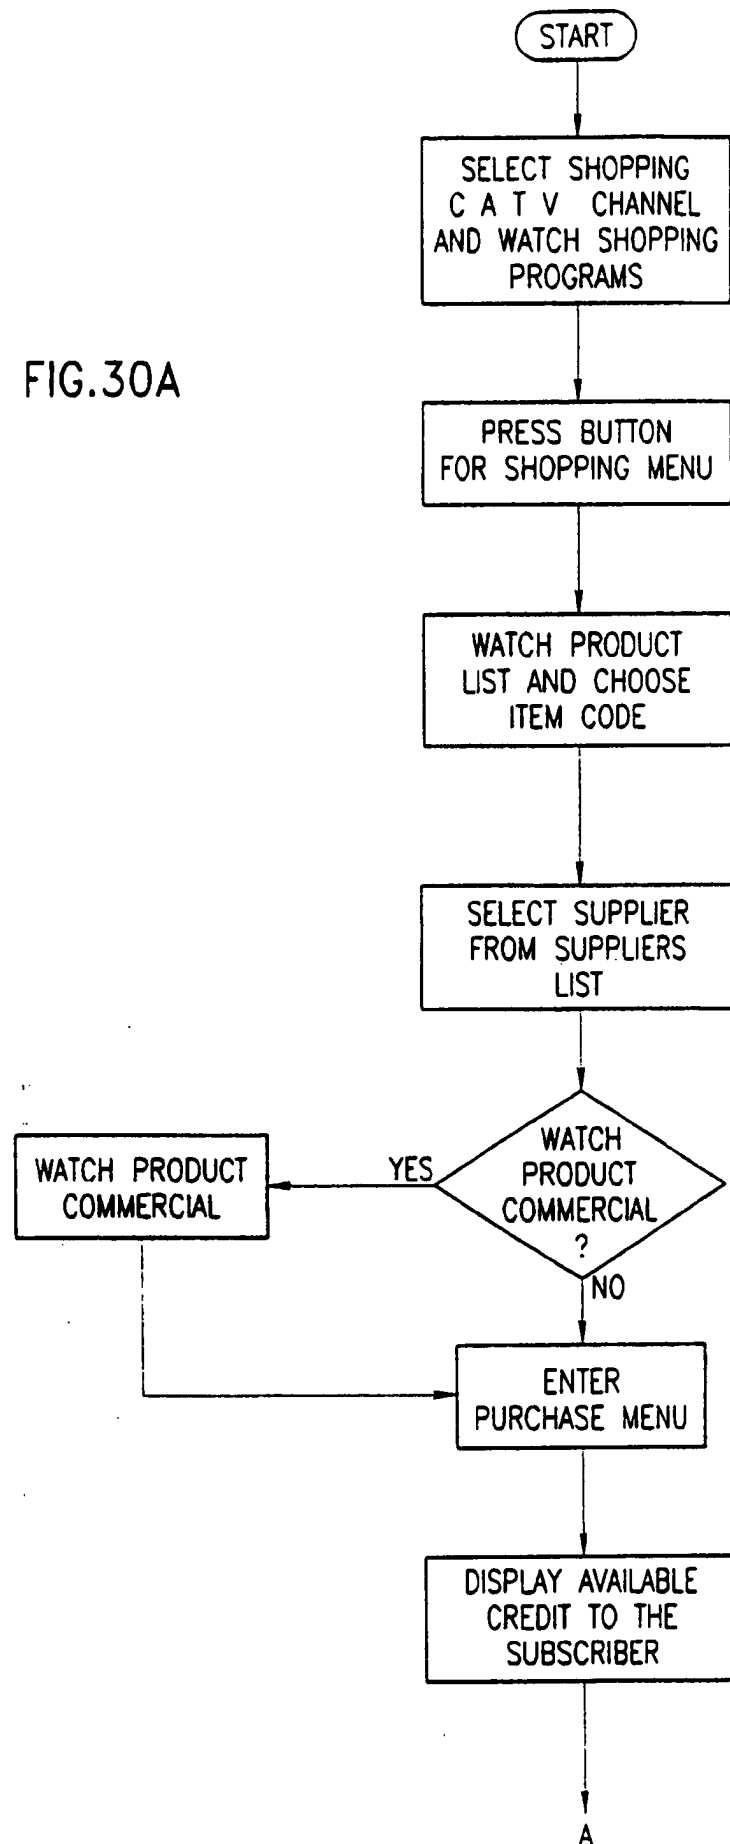 START
SELECT SHOPPING
C A T V CHANNEL
AND WATCH SHOPPING
PROGRAMS
FIG.30A
PRESS BUTTON
FOR SHOPPING MENU
WATCH PRODUCT
LIST AND CHOOSE
ITEM CODE
SELECT SUPPLIER
FROM SUPPLIERS
LIST
WATCH
PRODUCT
COMMERCIAL
?
YES
WATCH PRODUCT
COMMERCIAL
NO
ENTER
PURCHASE MENU
DISPLAY AVAILABLE
CREDIT TO THE
SUBSCRIBER
A